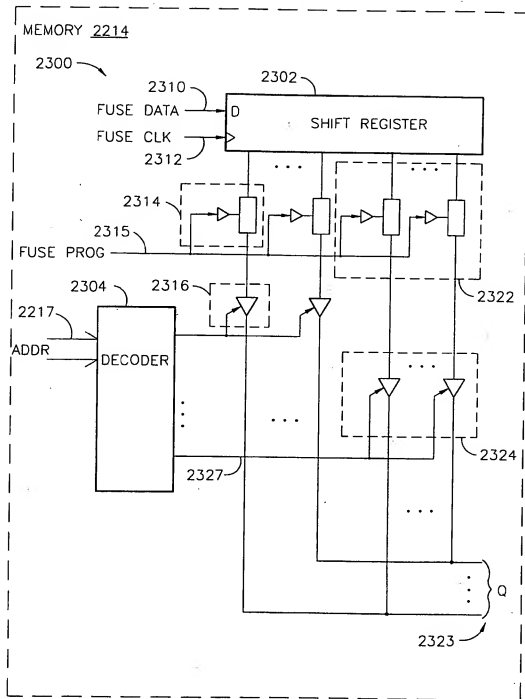 MEMORY 2214
2300
2302
2310
FUSE DATA
D
SHIFT REGISTER
FUSE CLK
2312
. . .
. . .
2314
2315
FUSE PROG
2304
2316
2322
2217
ADDR
DECODER
. . .
. . .
. . .
2327
2324
. . .
Q
2323